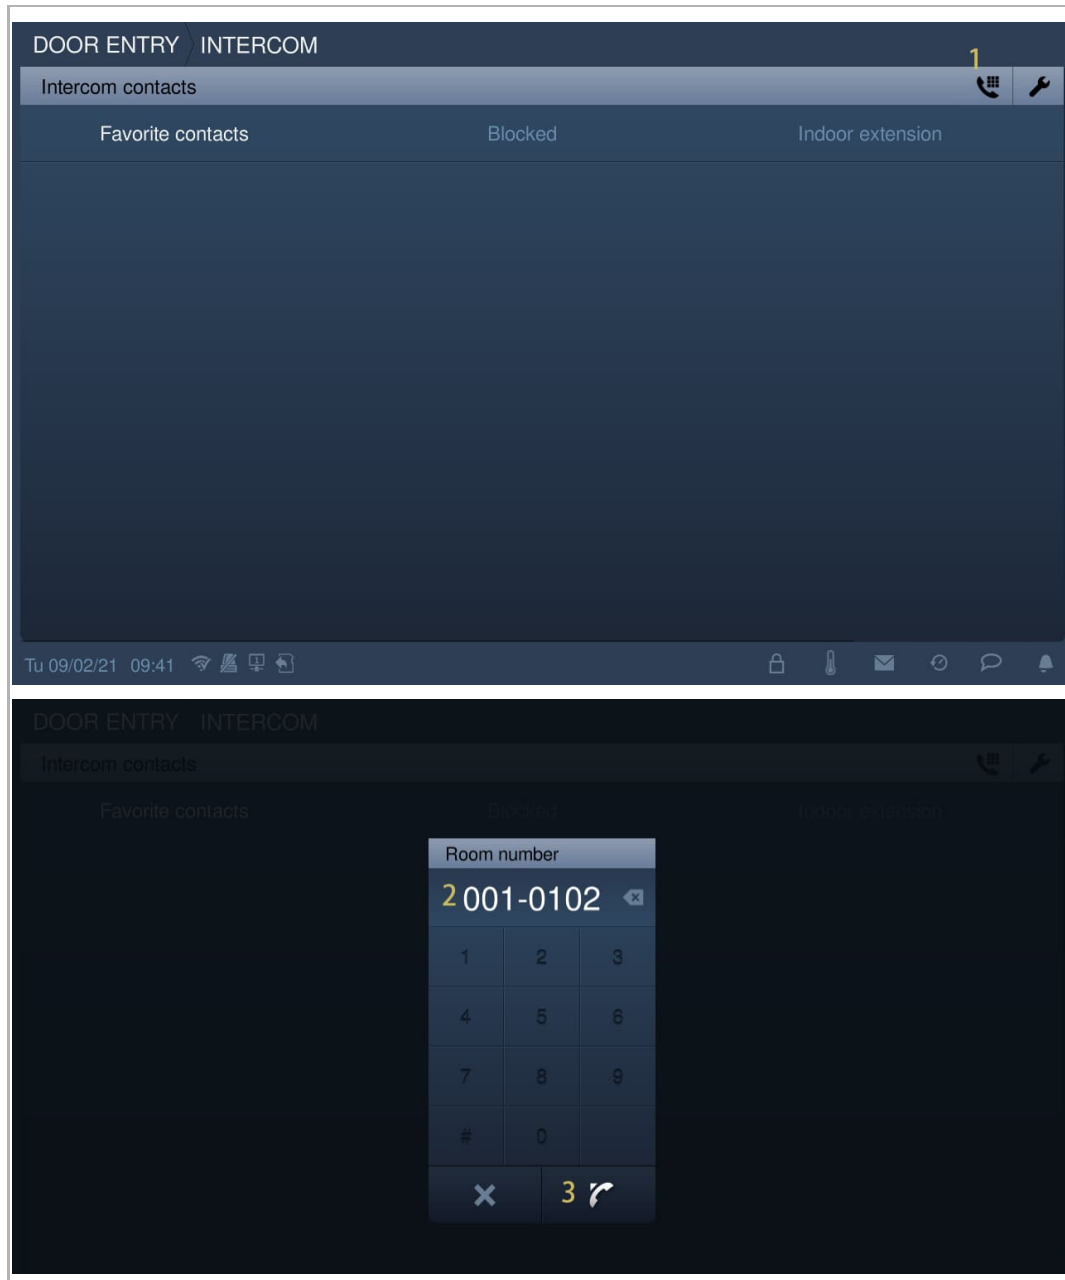 DOOR ENTRY INTERCOM
1
Intercom contacts
Favorite contacts Blocked Indoor extension
Tu 09/02/21 09:41
1
DOOR ENTRY INTERCOM
Intercom contacts
Favorite contacts Blocked Indoor extension
Room number
2 001-0102
1 2 3
4 5 6
7 8 9
# 0
3